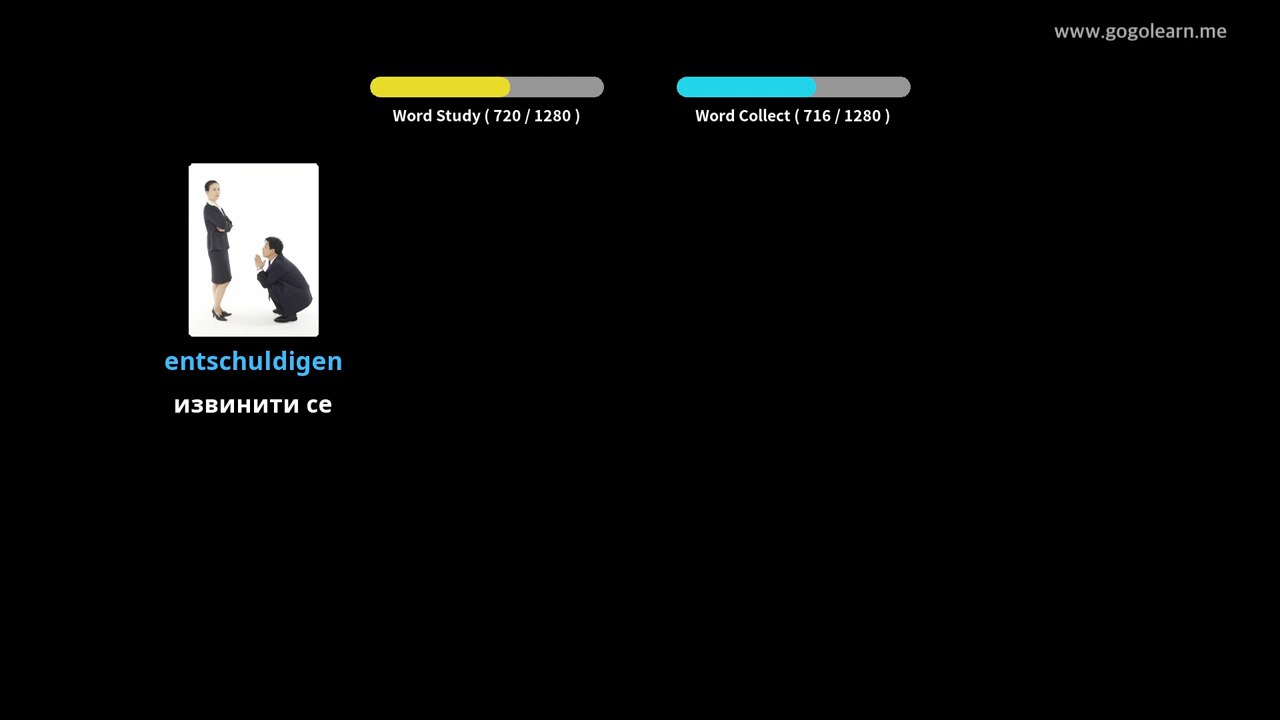 www.gogolearn.me
Word Study ( 720 / 1280 )
Word Collect ( 716 / 1280 )
entschuldigen
извинити се